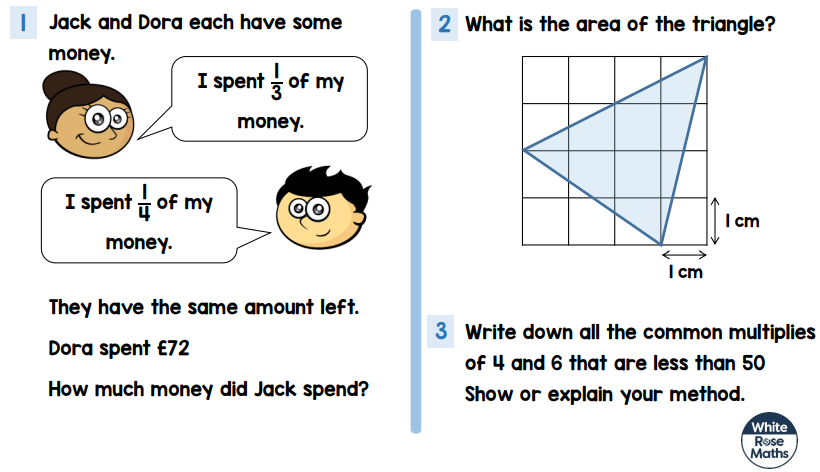 1
Jack and Dora each have some
money.
I spent 1/3 of my
money.
I spent 1/4 of my
money.
They have the same amount left.
Dora spent £72
How much money did Jack spend?
2
What is the area of the triangle?
1 cm
1 cm
3
Write down all the common multiplies
of 4 and 6 that are less than 50
Show or explain your method.
White
Rose
Maths